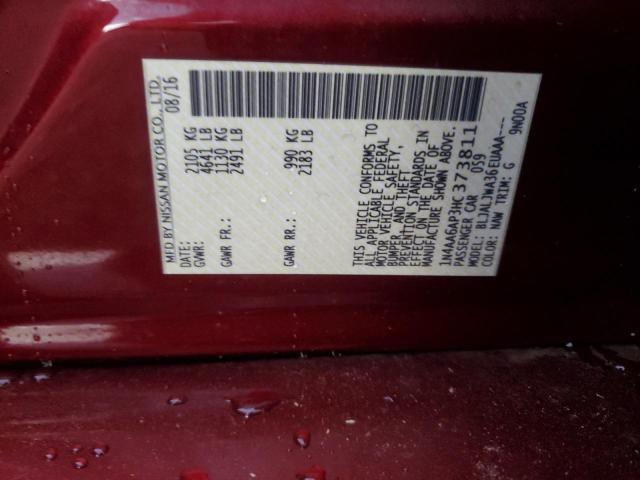 MFD BY NISSAN MOTOR CO., LTD.
DATE: 08/16
GVWR: 2105 KG
4641 LB
GAWR FR.: 1130 KG
2491 LB
GAWR RR.: 990 KG
2183 LB
THIS VEHICLE CONFORMS TO
ALL APPLICABLE FEDERAL
MOTOR VEHICLE SAFETY,
BUMPER, AND THEFT
PREVENTION STANDARDS IN
EFFECT ON THE DATE OF
MANUFACTURE SHOWN ABOVE.
1N4AA6AP3HC373811
PASSENGER CAR 059
MODEL: BLJALJWA36EUAAA---
COLOR: NAW TRIM: G 9N00A